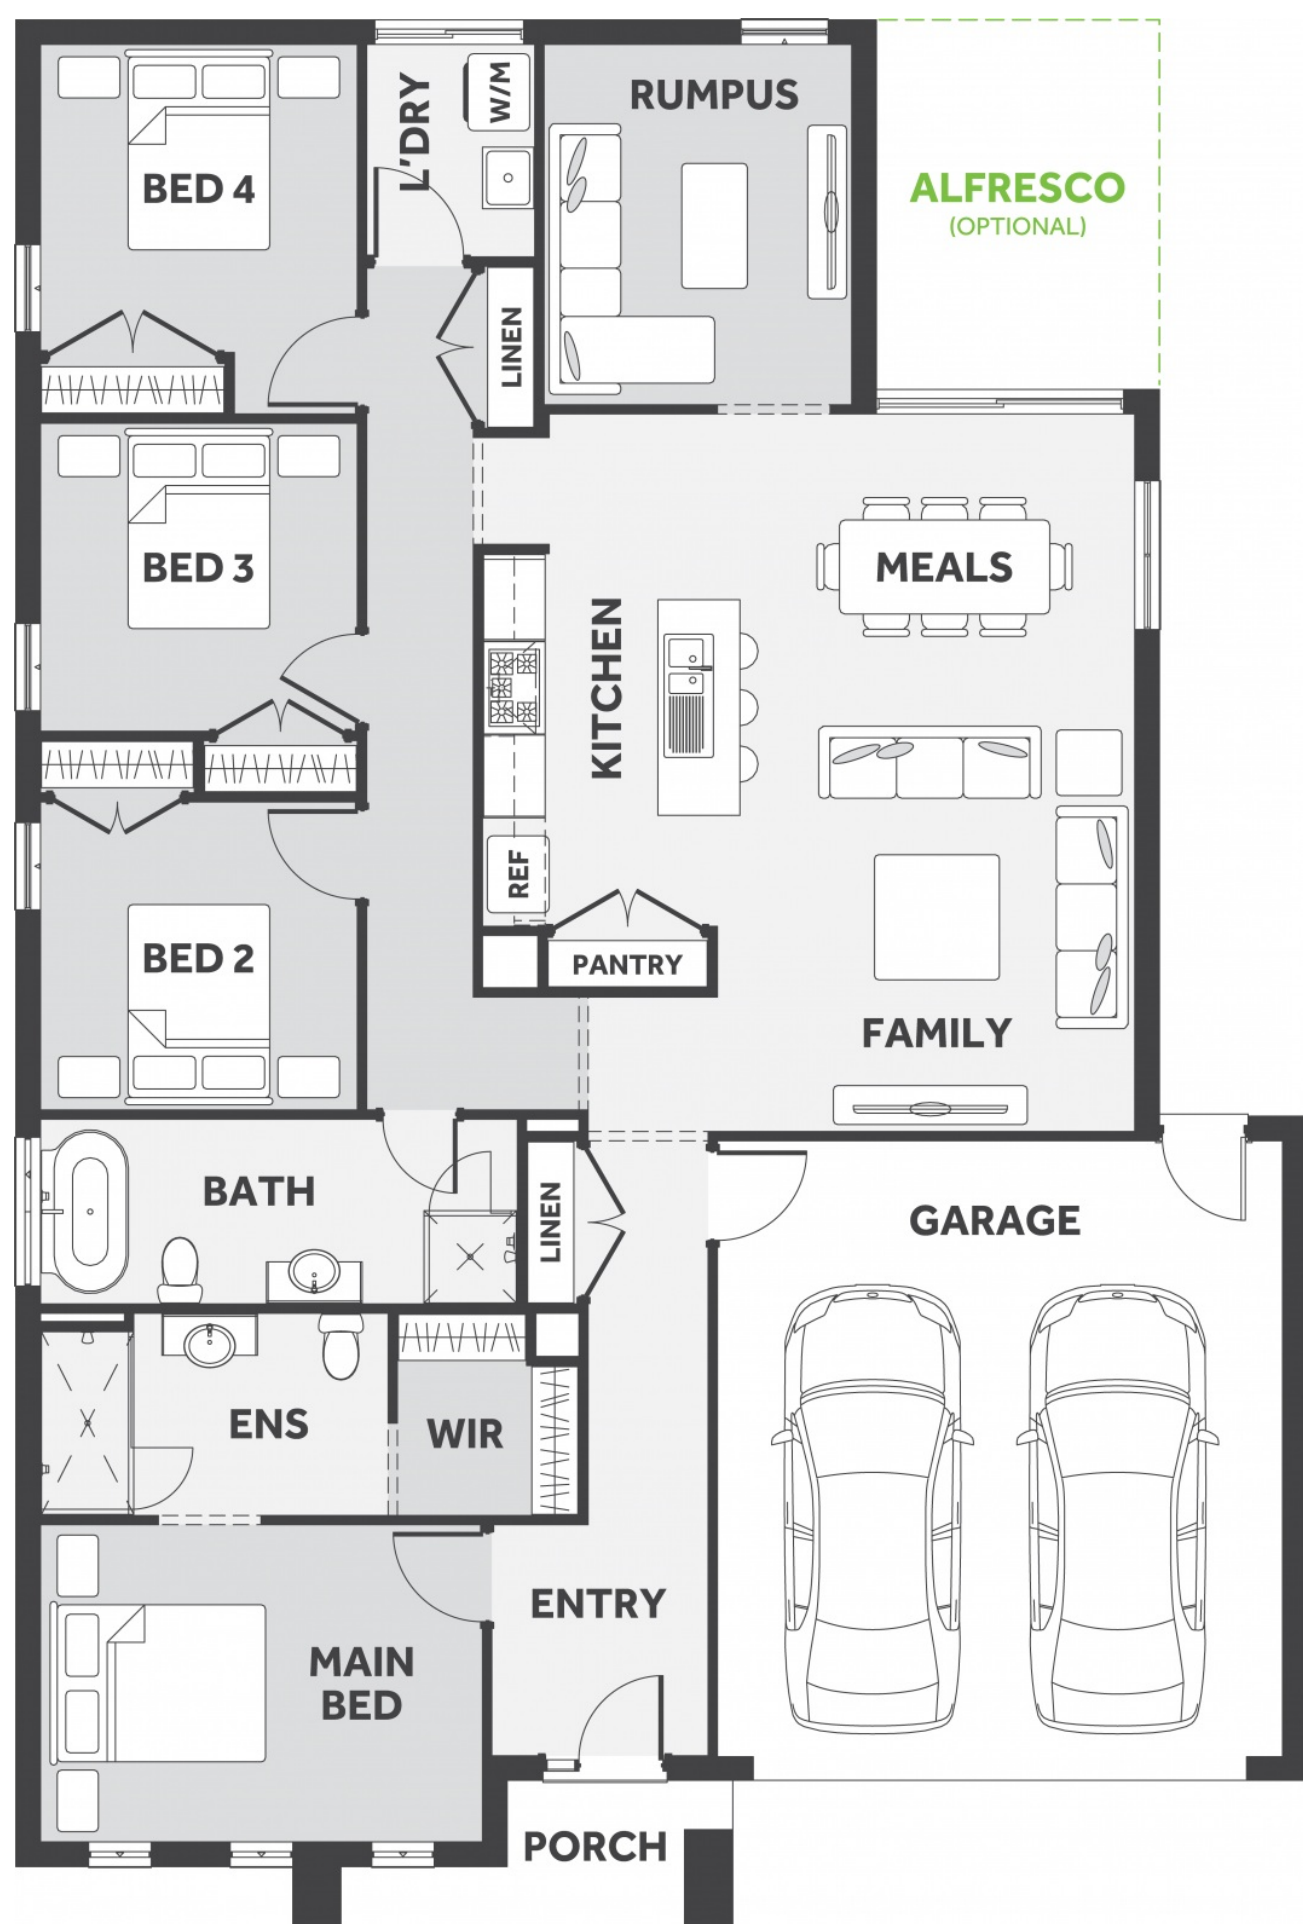 L'DRY
W/M
RUMPUS
BED 4
ALFRESCO
(OPTIONAL)
LINEN
BED 3
MEALS
KITCHEN
REF
BED 2
PANTRY
FAMILY
BATH
LINEN
GARAGE
ENS
WIR
ENTRY
MAIN
BED
PORCH